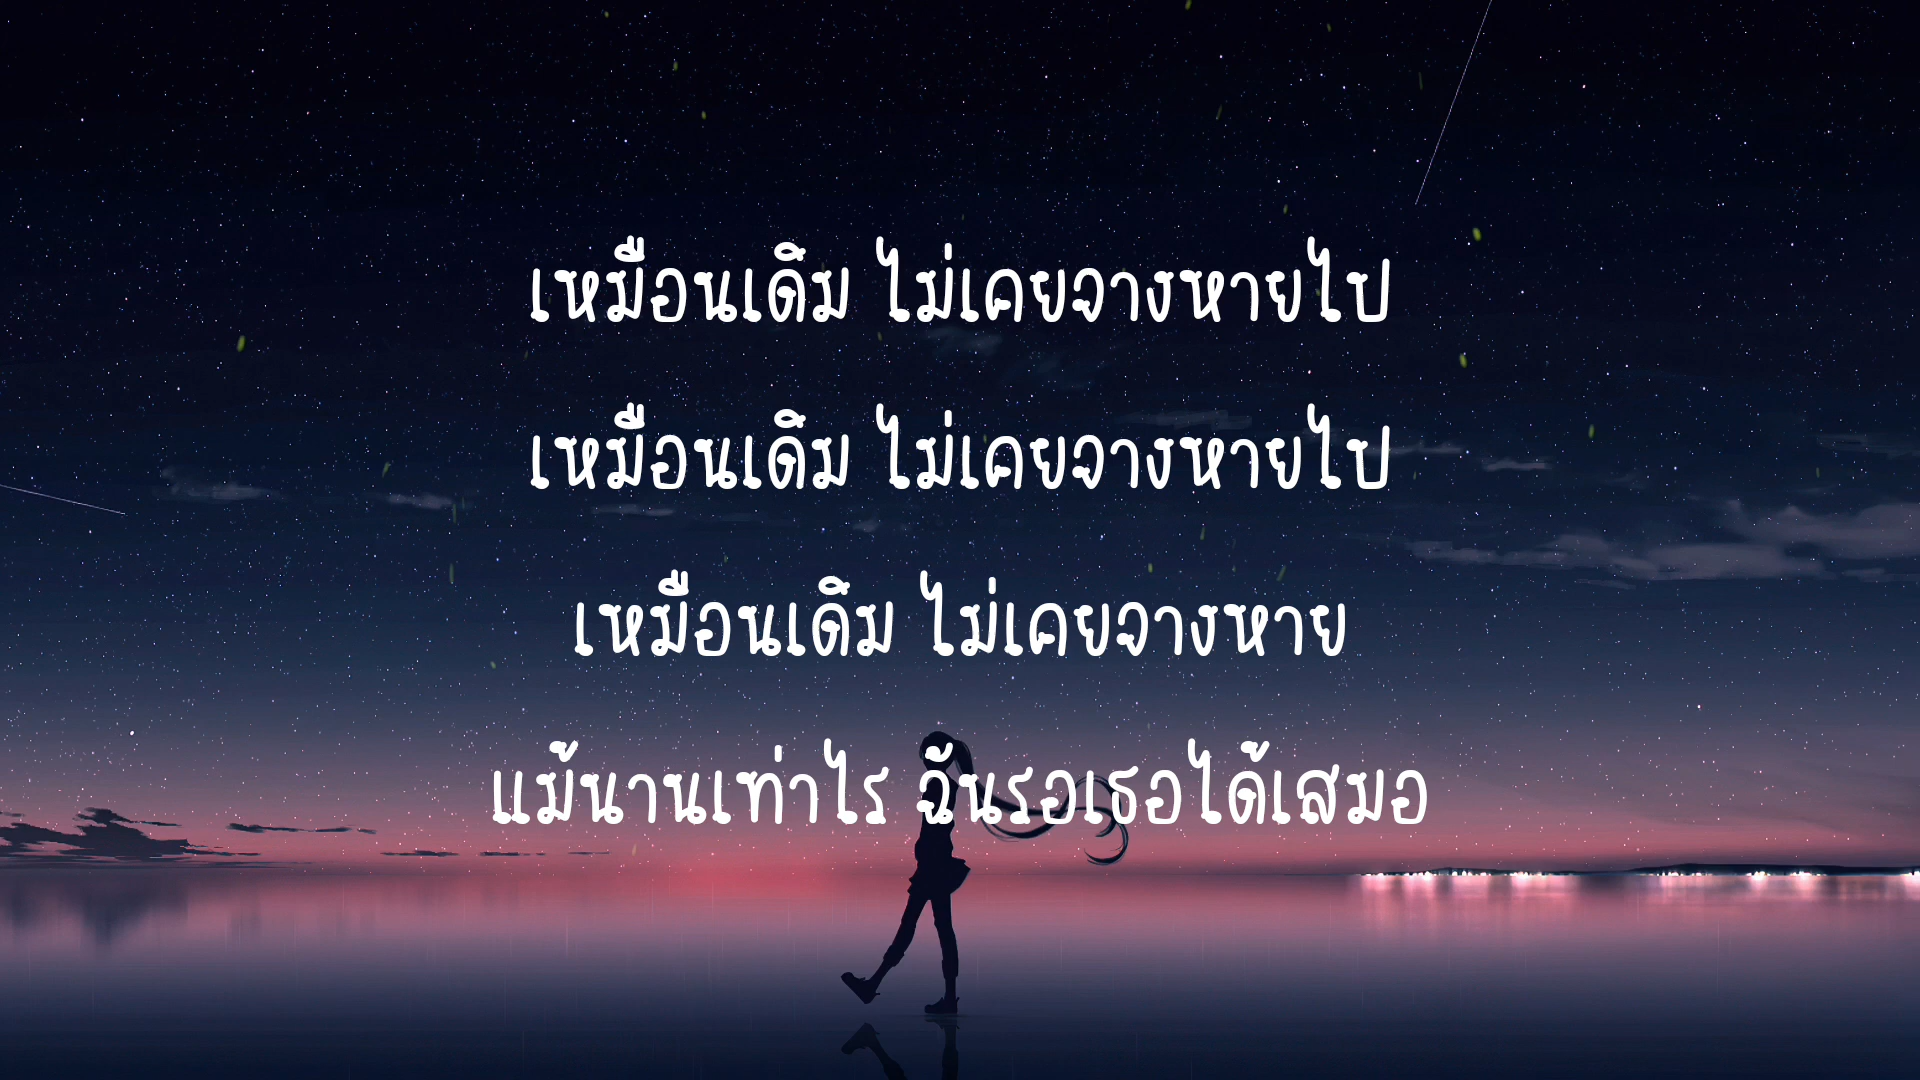 เหมือนเดิม ไม่เคยจางหายไป
เหมือนเดิม ไม่เคยจางหายไป
เหมือนเดิม ไม่เคยจางหาย
แม้นานเท่าไร ฉันรอเธอได้เสมอ